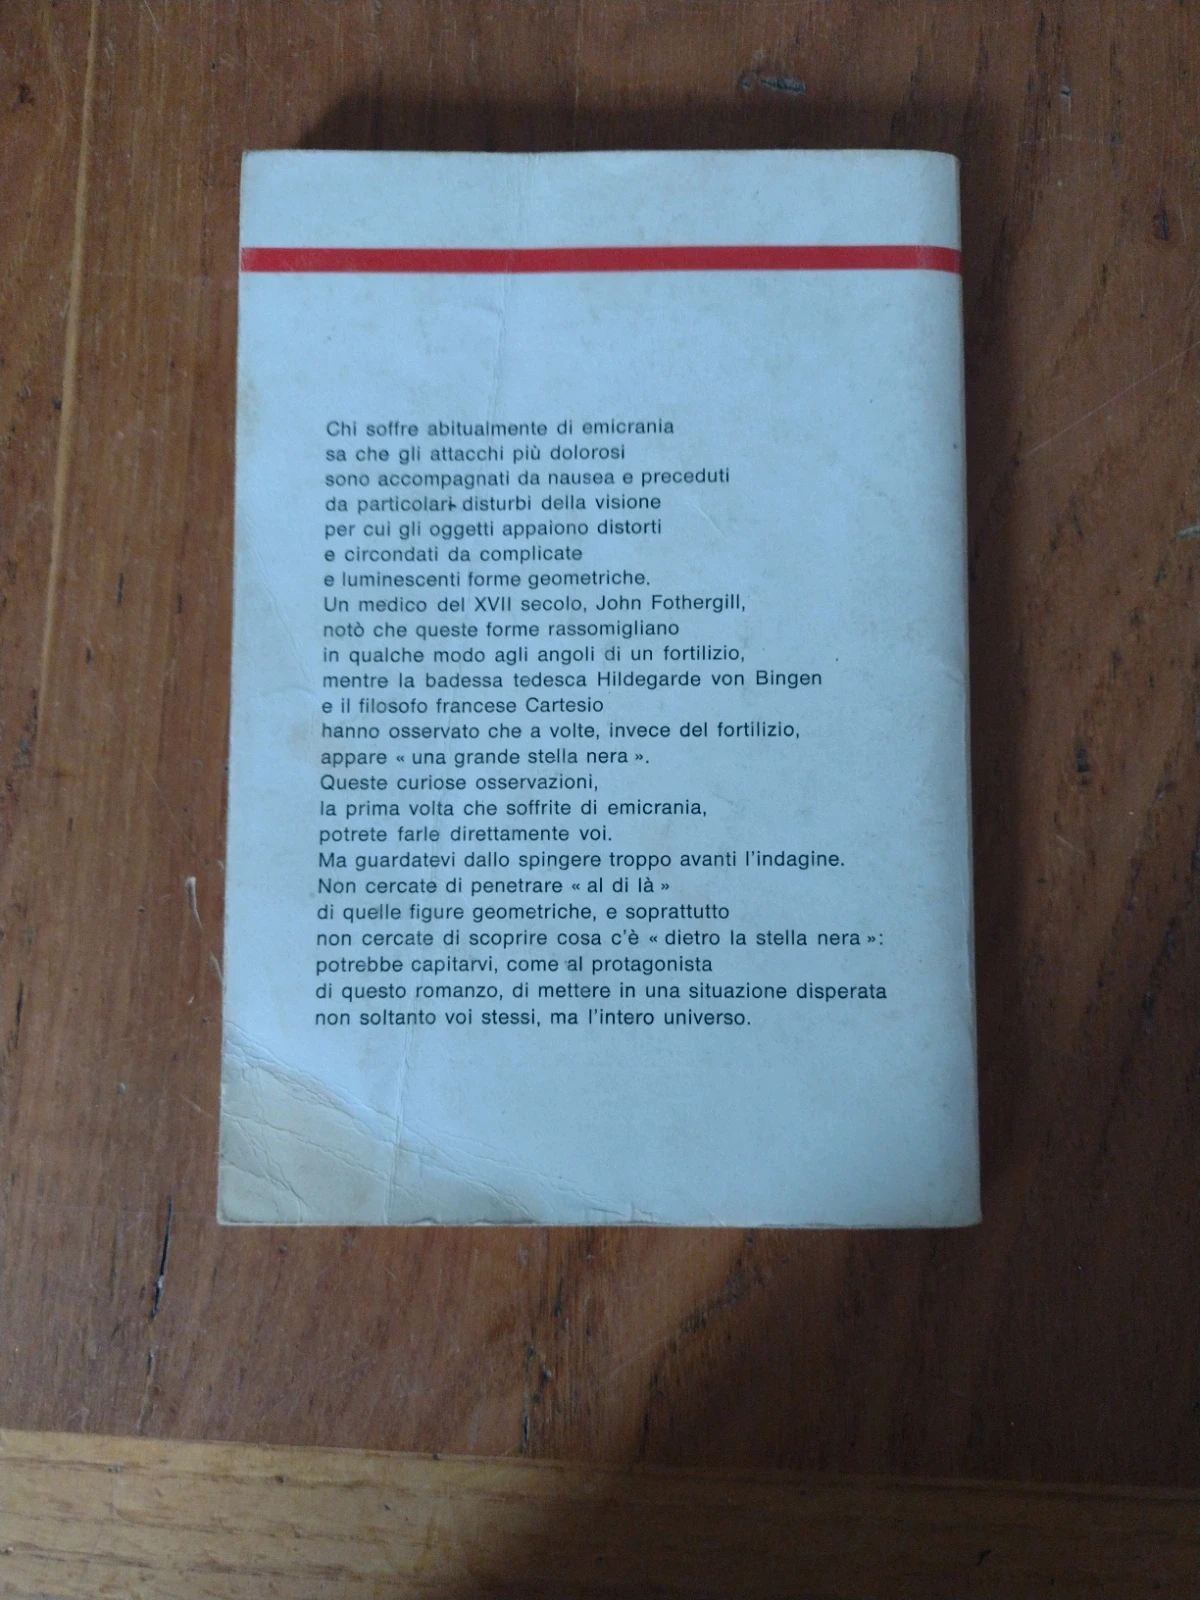 Chi soffre abitualmente di emicrania
sa che gli attacchi più dolorosi
sono accompagnati da nausea e preceduti
da particolari disturbi della visione
per cui gli oggetti appaiono distorti
e circondati da complicate
e luminescenti forme geometriche.
Un medico del XVII secolo, John Fothergill,
notò che queste forme rassomigliano
in qualche modo agli angoli di un fortilizio,
mentre la badessa tedesca Hildegarde von Bingen
e il filosofo francese Cartesio
hanno osservato che a volte, invece del fortilizio,
appare « una grande stella nera ».
Queste curiose osservazioni,
la prima volta che soffrite di emicrania,
potrete farle direttamente voi.
Ma guardatevi dallo spingere troppo avanti l'indagine.
Non cercate di penetrare « al di là »
di quelle figure geometriche, e soprattutto
non cercate di scoprire cosa c'è « dietro la stella nera »:
potrebbe capitarvi, come al protagonista
di questo romanzo, di mettere in una situazione disperata
non soltanto voi stessi, ma l'intero universo.